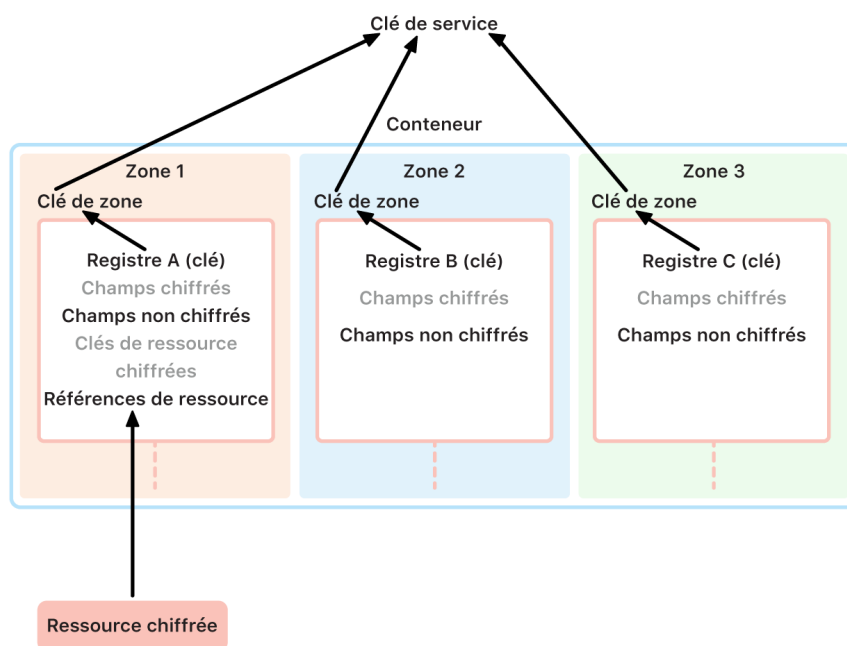 Clé de service
Conteneur
Zone 1
Clé de zone
Registre A (clé)
Champs chiffrés
Champs non chiffrés
Clés de ressource
chiffrées
Références de ressource
Zone 2
Clé de zone
Registre B (clé)
Champs chiffrés
Champs non chiffrés
Zone 3
Clé de zone
Registre C (clé)
Champs chiffrés
Champs non chiffrés
Ressource chiffrée